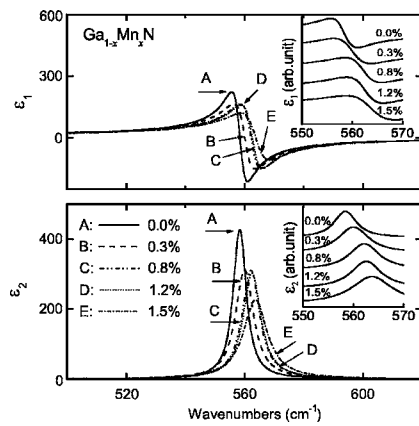 Ga1-xMnxN
600
300
0
ε1
A
D
E
B
C
0.0%
0.3%
0.8%
1.2%
1.5%
ε1 (arb.unit)
550 560 570
A: 0.0%
B: 0.3%
C: 0.8%
D: 1.2%
E: 1.5%
400
200
0
ε2
A
B
C
E
D
0.0%
0.3%
0.8%
1.2%
1.5%
ε2 (arb.unit)
550 560 570
520 560 600
Wavenumbers (cm-1)